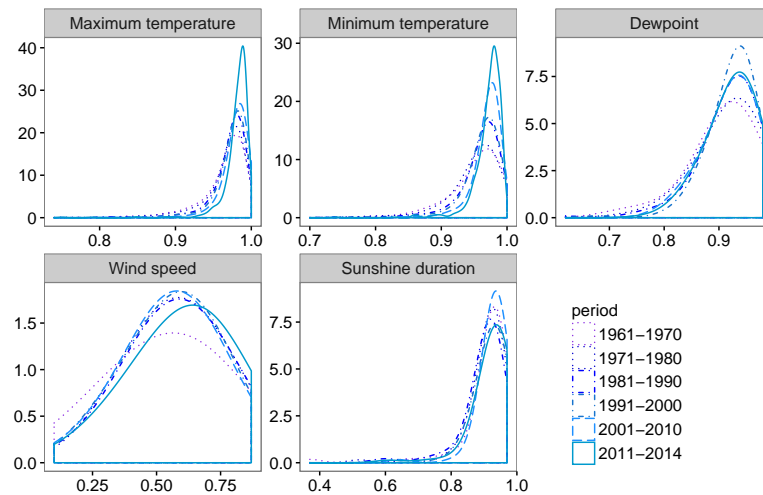 Maximum temperature Minimum temperature Dewpoint
40 30
30 7.5
20 20 5.0
10 10 2.5
0 0 0.0
0.8 0.9 1.0 0.7 0.8 0.9 1.0 0.7 0.8 0.9
Wind speed Sunshine duration
period
1.5 7.5 1961–1970
1971–1980
1.0 5.0 1981–1990
1991–2000
0.5 2.5 2001–2010
0.0 0.0 2011–2014
0.25 0.50 0.75 0.4 0.6 0.8 1.0